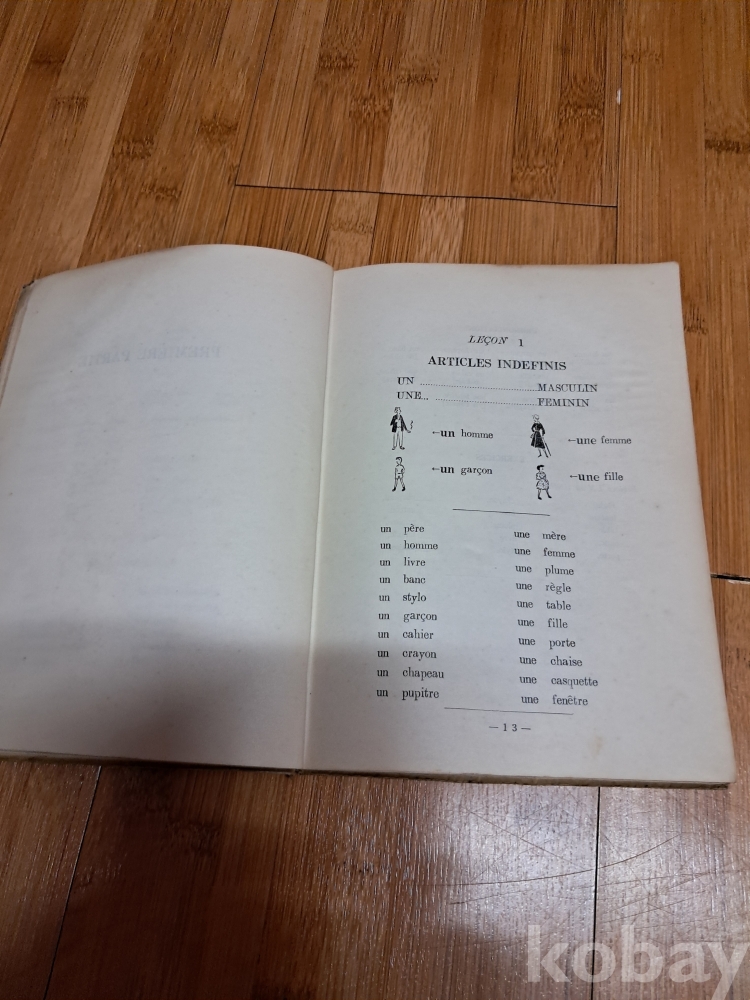 LEÇON 1
ARTICLES INDEFINIS
UN ........................ MASCULIN
UNE... ........................ FEMININ
←un homme
←une femme
←un garçon
←une fille
un père
une mère
un homme
une femme
un livre
une plume
un banc
une règle
un stylo
une table
un garçon
une fille
un cahier
une porte
un crayon
une chaise
un chapeau
une casquette
un pupitre
une fenêtre
— 13 —
kobay